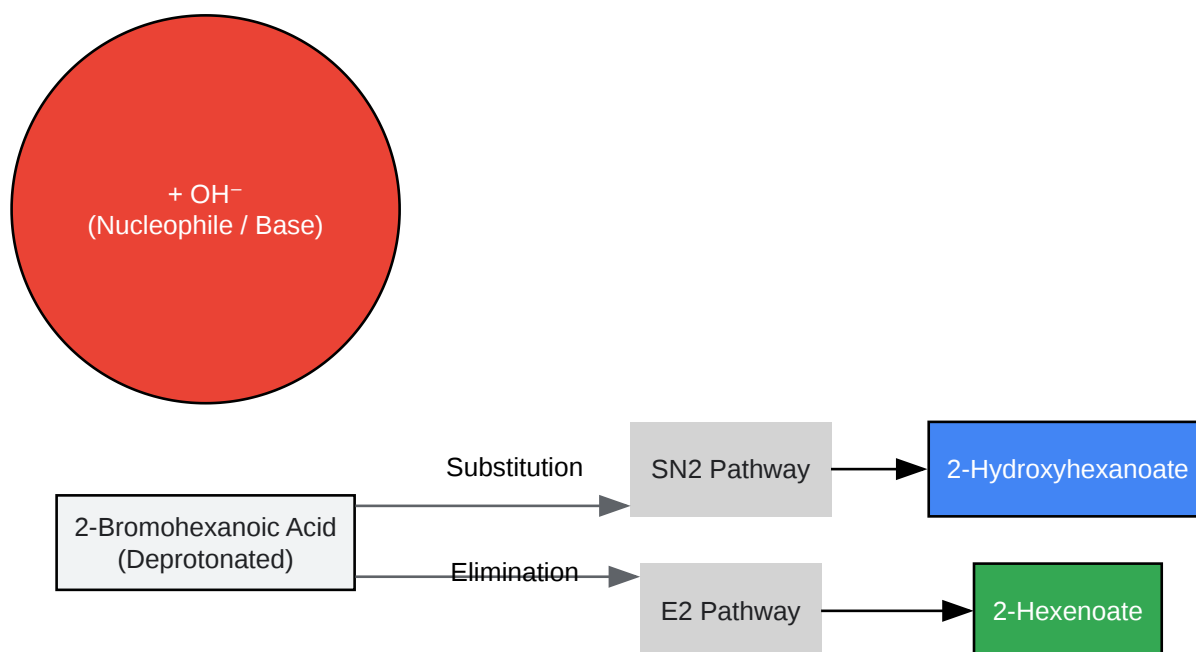 + OH⁻
(Nucleophile / Base)
Substitution
SN2 Pathway
2-Hydroxyhexanoate
2-Bromohexanoic Acid
(Deprotonated)
Elimination
E2 Pathway
2-Hexenoate